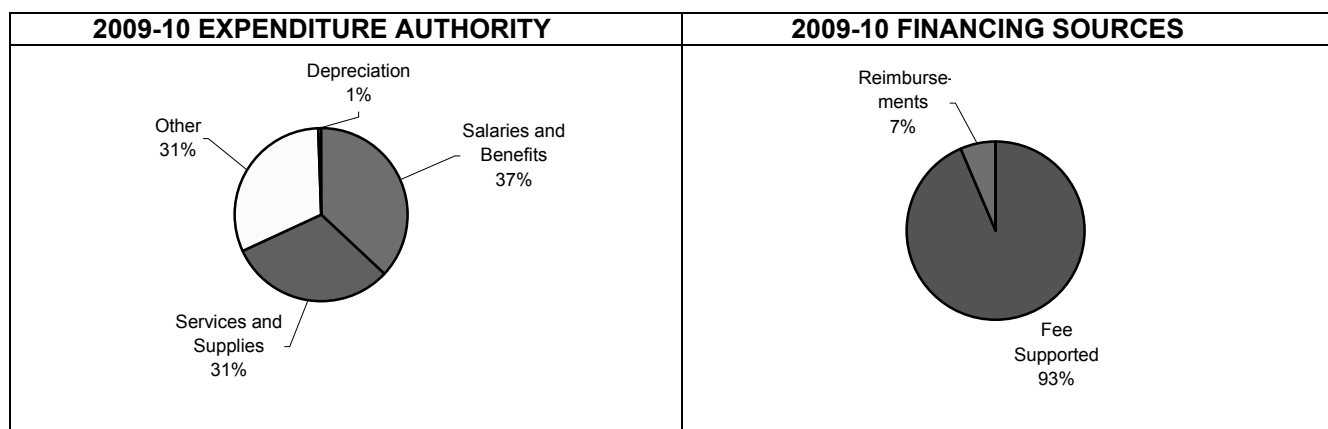 2009-10 EXPENDITURE AUTHORITY
Depreciation
1%
Other
31%
Salaries and
Benefits
37%
Services and
Supplies
31%
2009-10 FINANCING SOURCES
Reimburse-
ments
7%
Fee
Supported
93%